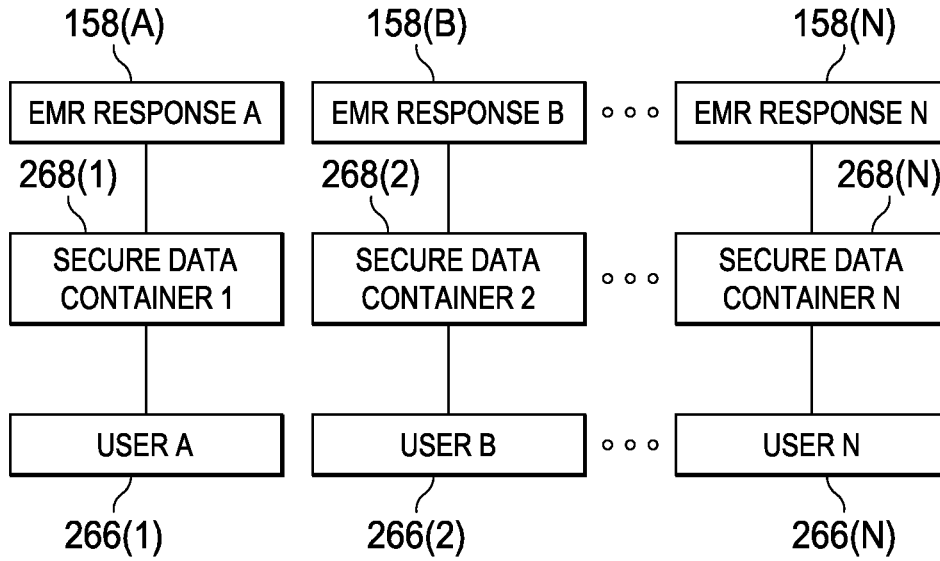 158(A) 158(B) 158(N)
EMR RESPONSE A EMR RESPONSE B EMR RESPONSE N
268(1) 268(2) 268(N)
SECURE DATA CONTAINER 1
SECURE DATA CONTAINER 2
SECURE DATA CONTAINER N
USER A USER B USER N
266(1) 266(2) 266(N)